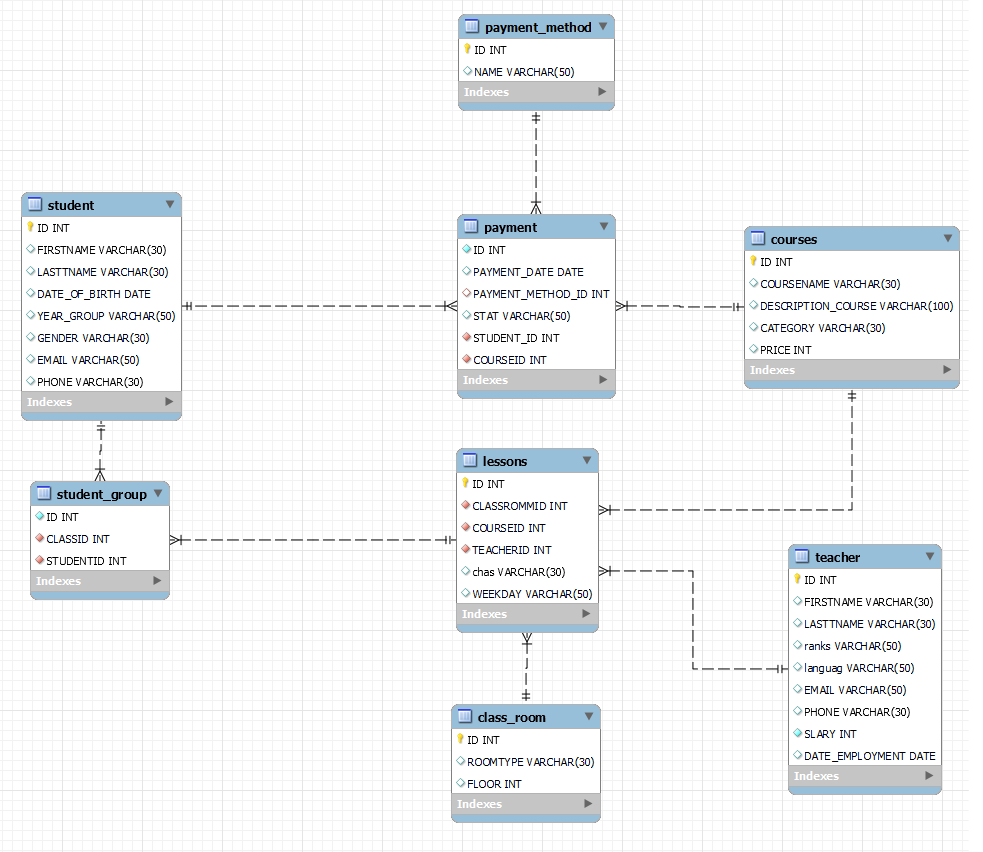 payment_method
ID INT
NAME VARCHAR(50)
Indexes
student
ID INT
FIRSTNAME VARCHAR(30)
LASTTNAME VARCHAR(30)
DATE_OF_BIRTH DATE
YEAR_GROUP VARCHAR(50)
GENDER VARCHAR(30)
EMAIL VARCHAR(50)
PHONE VARCHAR(30)
Indexes
payment
ID INT
PAYMENT_DATE DATE
PAYMENT_METHOD_ID INT
STAT VARCHAR(50)
STUDENT_ID INT
COURSEID INT
Indexes
courses
ID INT
COURSENAME VARCHAR(30)
DESCRIPTION_COURSE VARCHAR(100)
CATEGORY VARCHAR(30)
PRICE INT
Indexes
student_group
ID INT
CLASSID INT
STUDENTID INT
Indexes
lessons
ID INT
CLASSROMMID INT
COURSEID INT
TEACHERID INT
chas VARCHAR(30)
WEEKDAY VARCHAR(50)
Indexes
teacher
ID INT
FIRSTNAME VARCHAR(30)
LASTTNAME VARCHAR(30)
ranks VARCHAR(50)
languag VARCHAR(50)
EMAIL VARCHAR(50)
PHONE VARCHAR(30)
SLARY INT
DATE_EMPLOYMENT DATE
Indexes
class_room
ID INT
ROOMTYPE VARCHAR(30)
FLOOR INT
Indexes